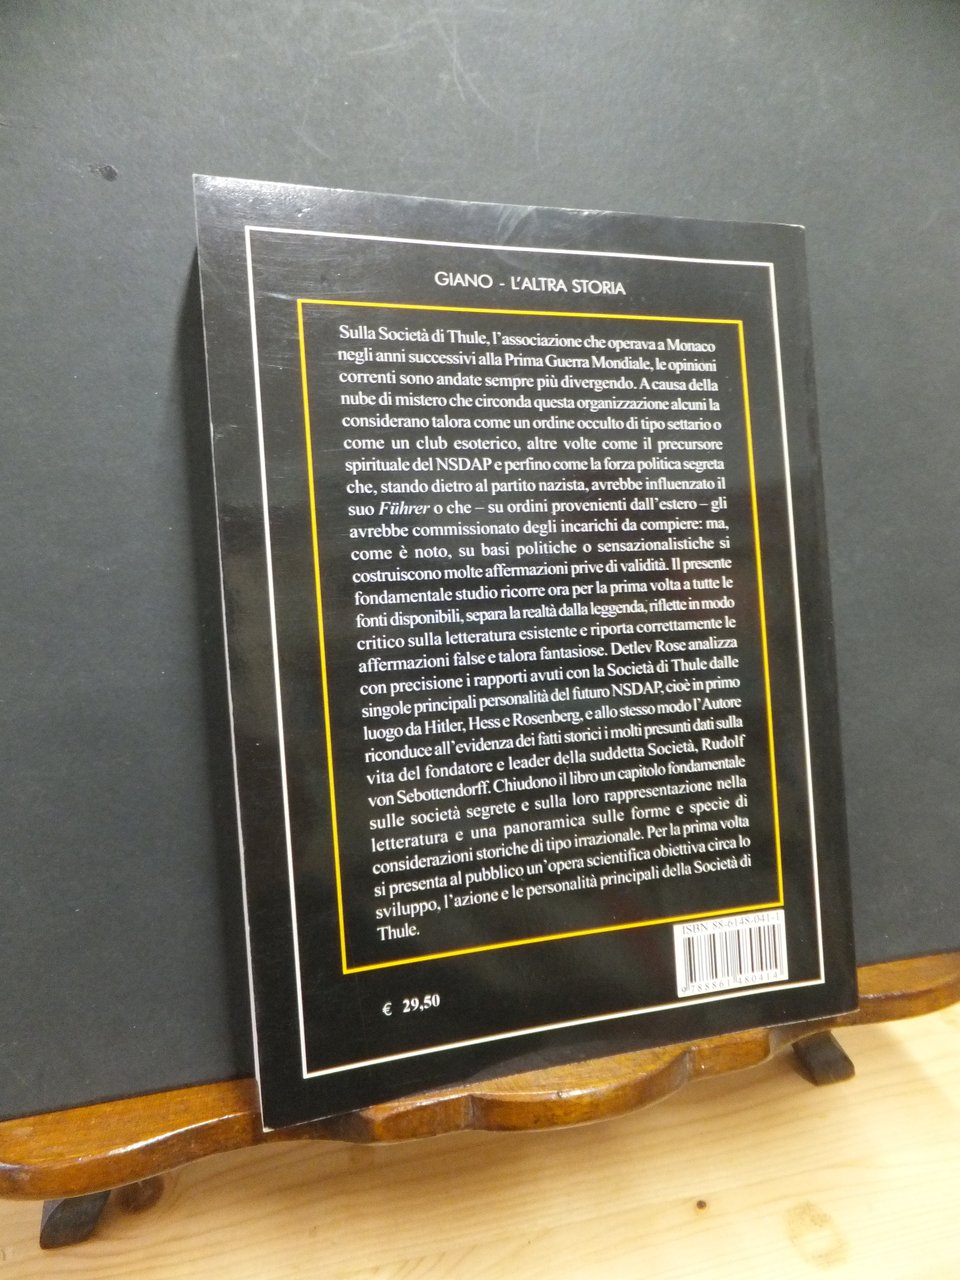 GIANO - L'ALTRA STORIA
Sulla Società di Thule, l'associazione che operava a Monaco
negli anni successivi alla Prima Guerra Mondiale, le opinioni
correnti sono andate sempre più divergendo. A causa della
nube di mistero che circonda questa organizzazione alcuni la
considerano talora come un ordine occulto di tipo settario o
come un club esoterico, altre volte come il precursore
spirituale del NSDAP e perfino come la forza politica segreta
che, stando dietro al partito nazista, avrebbe influenzato il
suo Führer o che – su ordini provenienti dall'estero – gli
avrebbe commissionato degli incarichi da compiere: ma,
come è noto, su basi politiche o sensazionalistiche si
costruiscono molte affermazioni prive di validità. Il presente
fondamentale studio ricorre ora per la prima volta a tutte le
fonti disponibili, separa la realtà dalla leggenda, riflette in modo
critico sulla letteratura esistente e riporta correttamente le
affermazioni false e talora fantasiose. Detlev Rose analizza
con precisione i rapporti avuti con la Società di Thule dalle
singole principali personalità del futuro NSDAP, cioè in primo
luogo da Hitler, Hess e Rosenberg, e allo stesso modo l'Autore
riconduce all'evidenza dei fatti storici i molti presunti dati sulla
vita del fondatore e leader della suddetta Società, Rudolf
von Sebottendorff. Chiudono il libro un capitolo fondamentale
sulle società segrete e sulla loro rappresentazione nella
letteratura e una panoramica sulle forme e specie di
considerazioni storiche di tipo irrazionale. Per la prima volta
si presenta al pubblico un'opera scientifica obiettiva circa lo
sviluppo, l'azione e le personalità principali della Società di
Thule.
ISBN 88-6148-041-1
9 788861 480414
€ 29,50